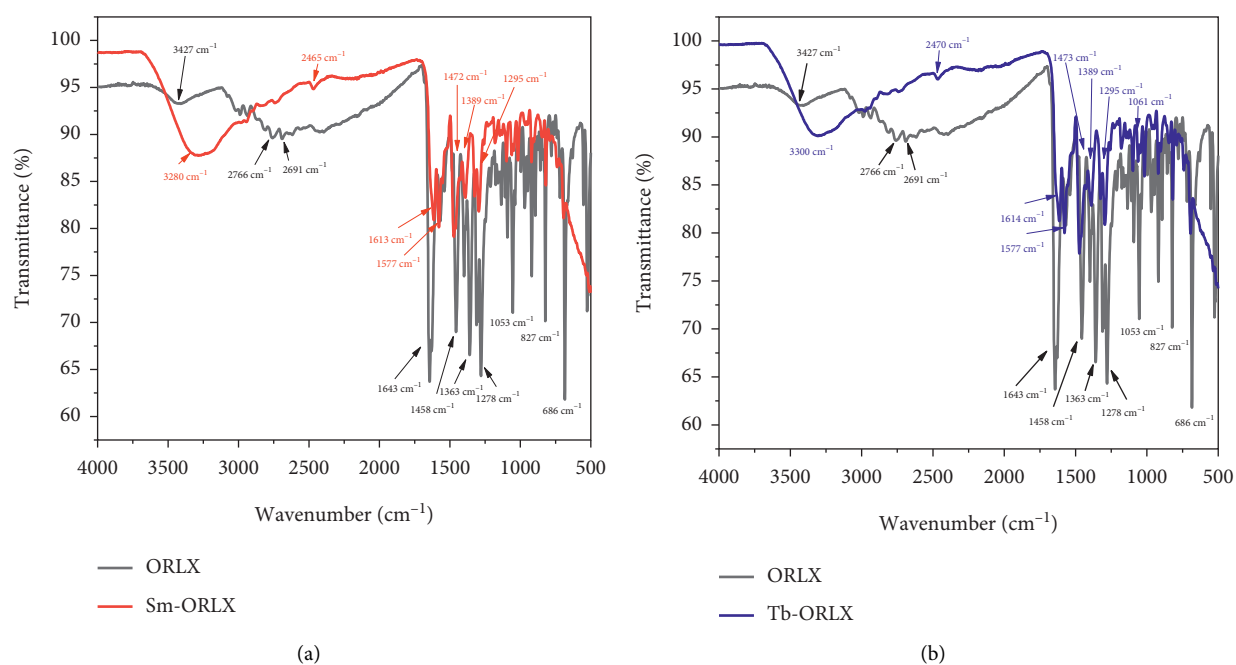 (a)
100
95
90
85
80
75
70
65
60
Transmittance (%)
3427 cm⁻¹
2465 cm⁻¹
1472 cm⁻¹
1389 cm⁻¹
1295 cm⁻¹
3280 cm⁻¹
2766 cm⁻¹
2691 cm⁻¹
1613 cm⁻¹
1577 cm⁻¹
1053 cm⁻¹
827 cm⁻¹
1643 cm⁻¹
1458 cm⁻¹
1363 cm⁻¹
1278 cm⁻¹
686 cm⁻¹
4000 3500 3000 2500 2000 1500 1000 500
Wavenumber (cm⁻¹)
ORLX
Sm-ORLX
(a)
(b)
100
95
90
85
80
75
70
65
60
Transmittance (%)
3427 cm⁻¹
2470 cm⁻¹
1473 cm⁻¹
1389 cm⁻¹
1295 cm⁻¹
1061 cm⁻¹
3300 cm⁻¹
2766 cm⁻¹
2691 cm⁻¹
1614 cm⁻¹
1577 cm⁻¹
1053 cm⁻¹
827 cm⁻¹
1643 cm⁻¹
1458 cm⁻¹
1363 cm⁻¹
1278 cm⁻¹
686 cm⁻¹
4000 3500 3000 2500 2000 1500 1000 500
Wavenumber (cm⁻¹)
ORLX
Tb-ORLX
(b)